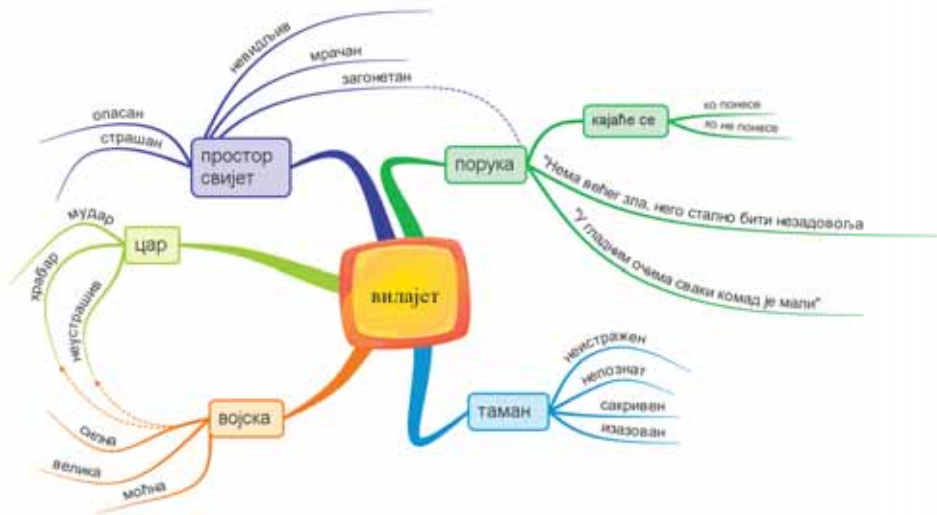 невидљив
мрачан
загонетан
опасан
страшан
простор
свијет
порука
кајаће се
ко понесе
ко не понесе
"Нема већег зла, него стално бити незадовоља
"У гладним очима сваки комад је мали"
мудар
храбар
неустрашив
цар
вилајет
војска
силна
велика
моћна
таман
неистражен
непознат
сакривен
изазован